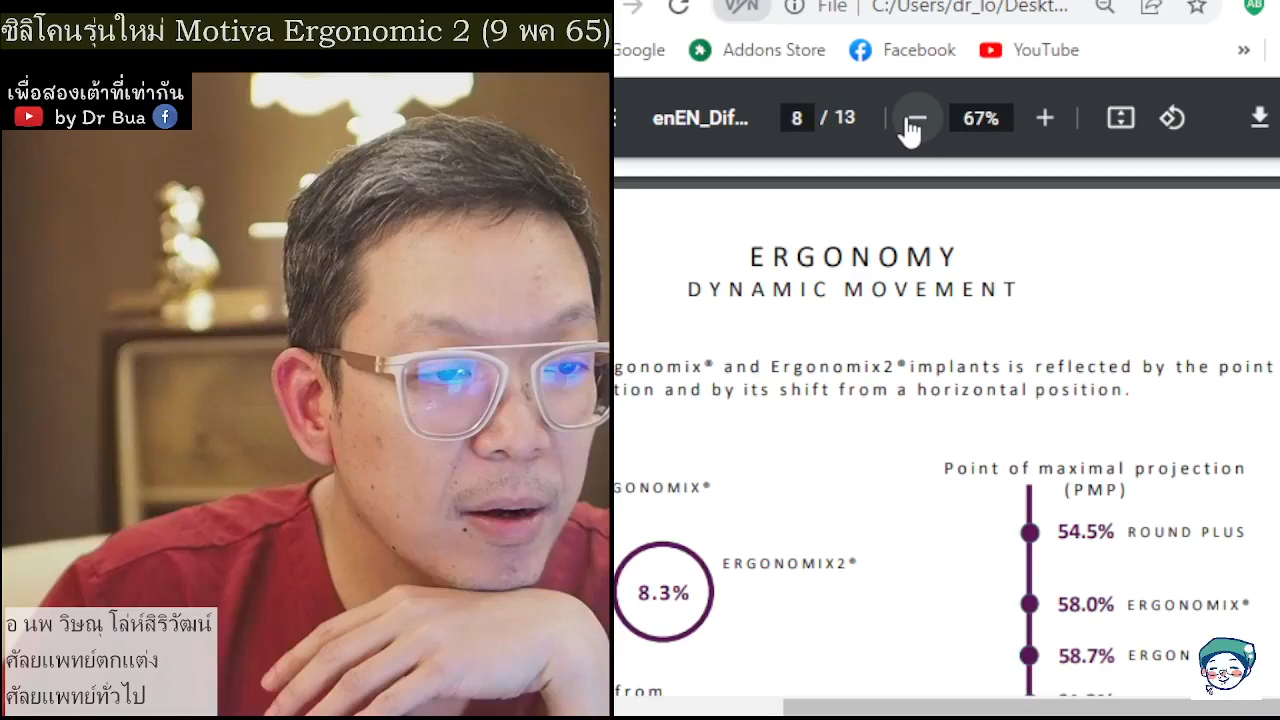 ซิลิโคนรุ่นใหม่ Motiva Ergonomic 2 (9 พค 65)
เพื่อสองเต้าที่เท่ากัน
by Dr Bua
อ นพ วิษณุ โล่ห์สิริวัฒน์
ศัลยแพทย์ตกแต่ง
ศัลยแพทย์ทั่วไป
VPN File C:/Users/dr_lo/Deskt...
Google Addons Store Facebook YouTube »
enEN_Dif... 8 / 13 67%
ERGONOMY
DYNAMIC MOVEMENT
gonomix® and Ergonomix2® implants is reflected by the point
tion and by its shift from a horizontal position.
GONOMIX®
ERGONOMIX2®
8.3%
from
Point of maximal projection
(PMP)
54.5% ROUND PLUS
58.0% ERGONOMIX®
58.7% ERGON